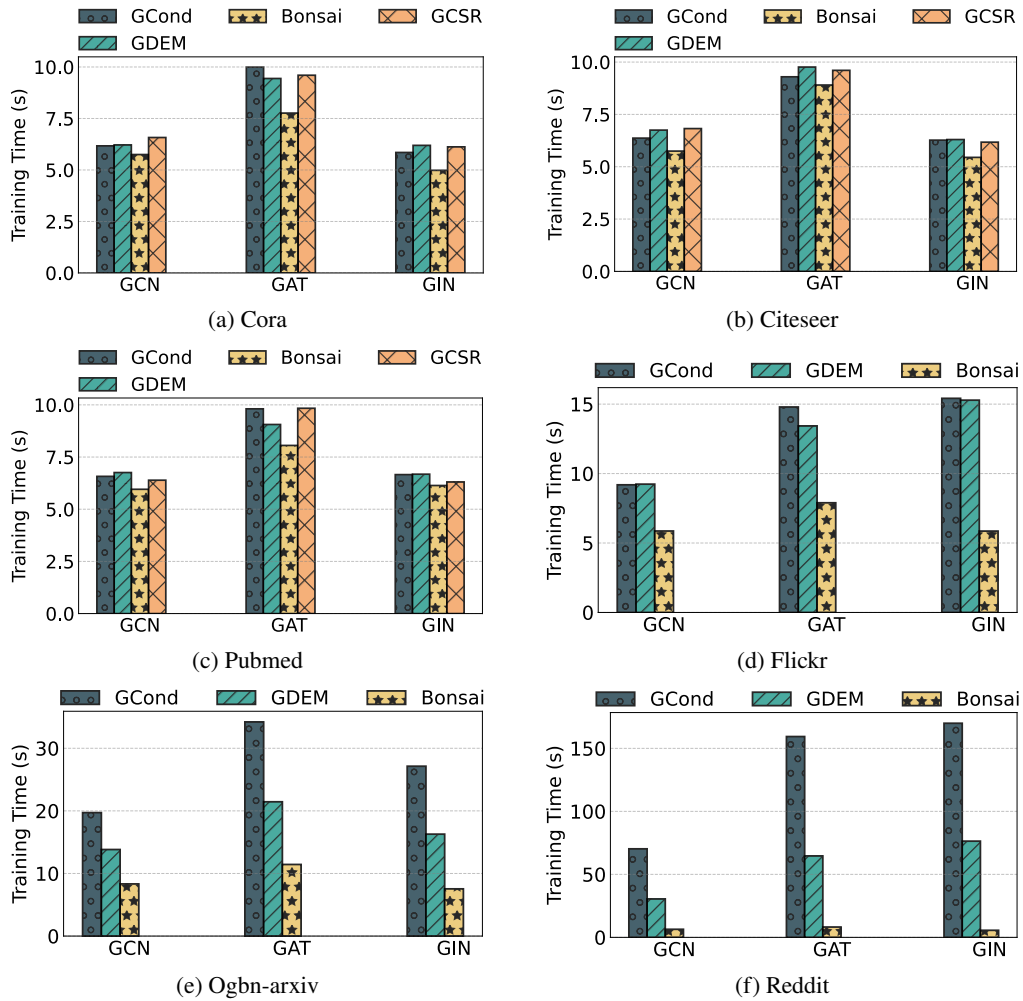 GCond Bonsai GCSR
GDEM
Training Time (s)
10.0
7.5
5.0
2.5
0.0
GCN GAT GIN
(a) Cora
GCond Bonsai GCSR
GDEM
Training Time (s)
10.0
7.5
5.0
2.5
0.0
GCN GAT GIN
(b) Citeseer
GCond Bonsai GCSR
GDEM
Training Time (s)
10.0
7.5
5.0
2.5
0.0
GCN GAT GIN
(c) Pubmed
GCond GDEM Bonsai
Training Time (s)
15
10
5
0
GCN GAT GIN
(d) Flickr
GCond GDEM Bonsai
Training Time (s)
30
20
10
0
GCN GAT GIN
(e) Ogbn-arxiv
GCond GDEM Bonsai
Training Time (s)
150
100
50
0
GCN GAT GIN
(f) Reddit